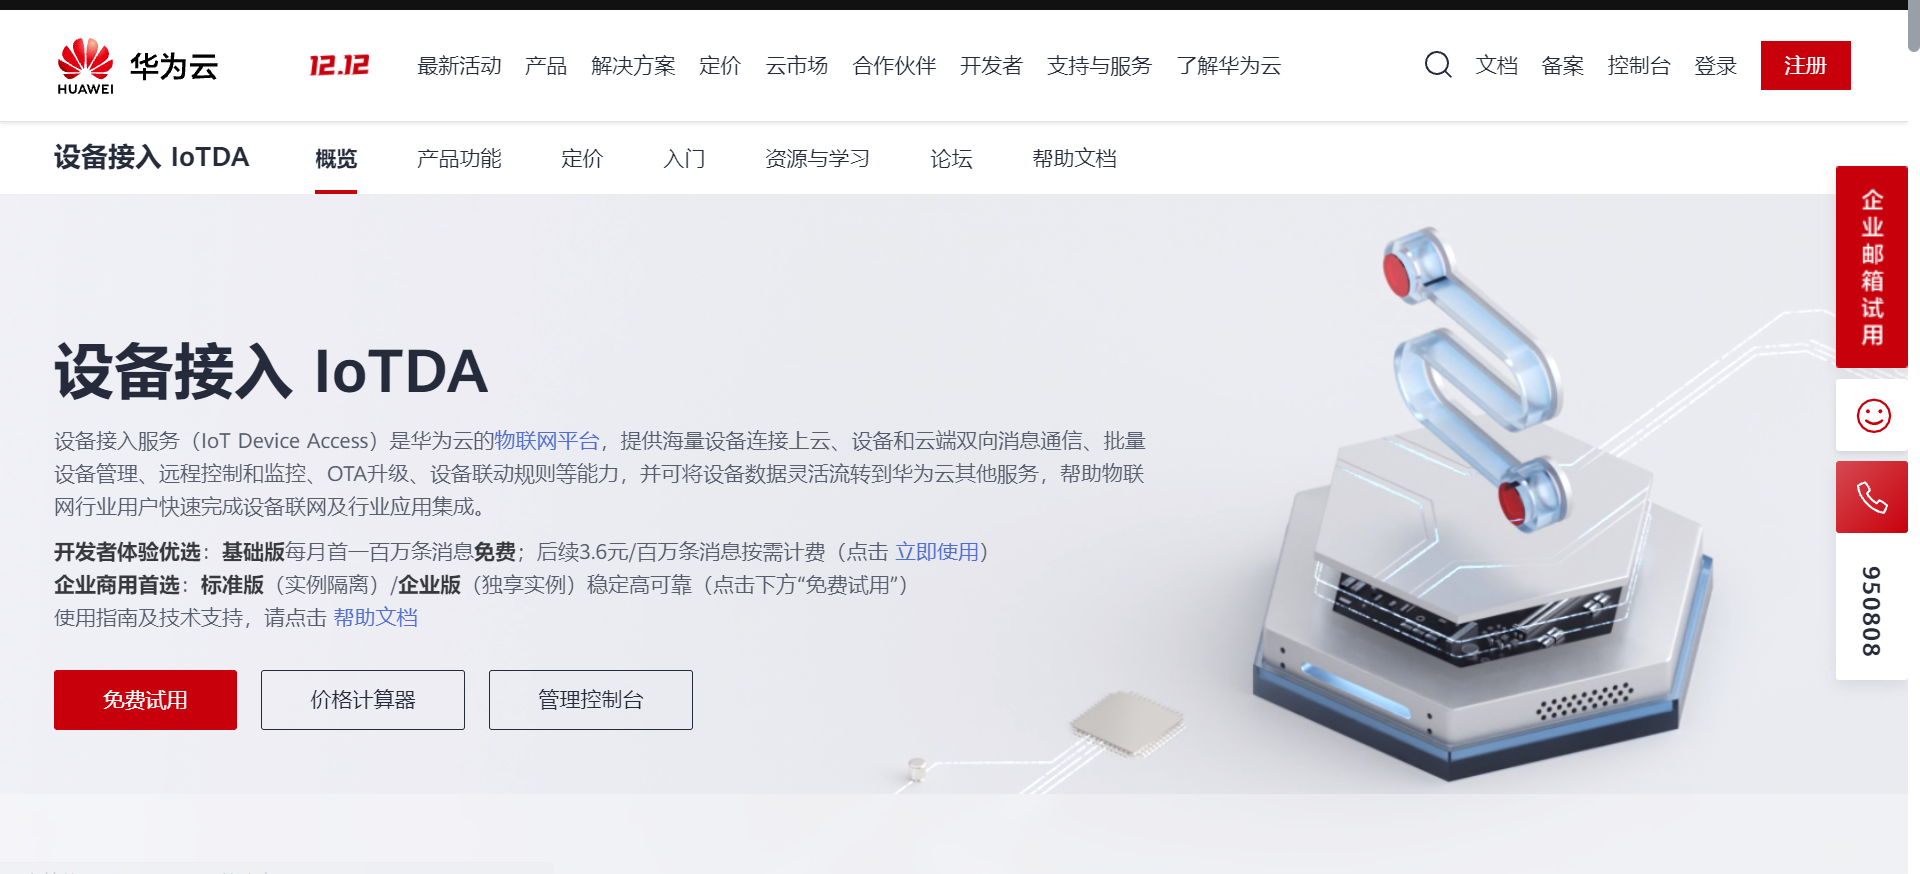 HUAWEI
华为云
12.12
最新活动 产品 解决方案 定价 云市场 合作伙伴 开发者 支持与服务 了解华为云
文档 备案 控制台 登录 注册
设备接入 IoTDA
概览 产品功能 定价 入门 资源与学习 论坛 帮助文档
设备接入 IoTDA
设备接入服务（IoT Device Access）是华为云的物联网平台，提供海量设备连接上云、设备和云端双向消息通信、批量
设备管理、远程控制和监控、OTA升级、设备联动规则等能力，并可将设备数据灵活流转到华为云其他服务，帮助物联
网行业用户快速完成设备联网及行业应用集成。
开发者体验优选：基础版每月首一百万条消息免费；后续3.6元/百万条消息按需计费（点击 立即使用）
企业商用首选：标准版（实例隔离）/企业版（独享实例）稳定高可靠（点击下方“免费试用”）
使用指南及技术支持，请点击 帮助文档
免费试用 价格计算器 管理控制台
企业邮箱试用
950808